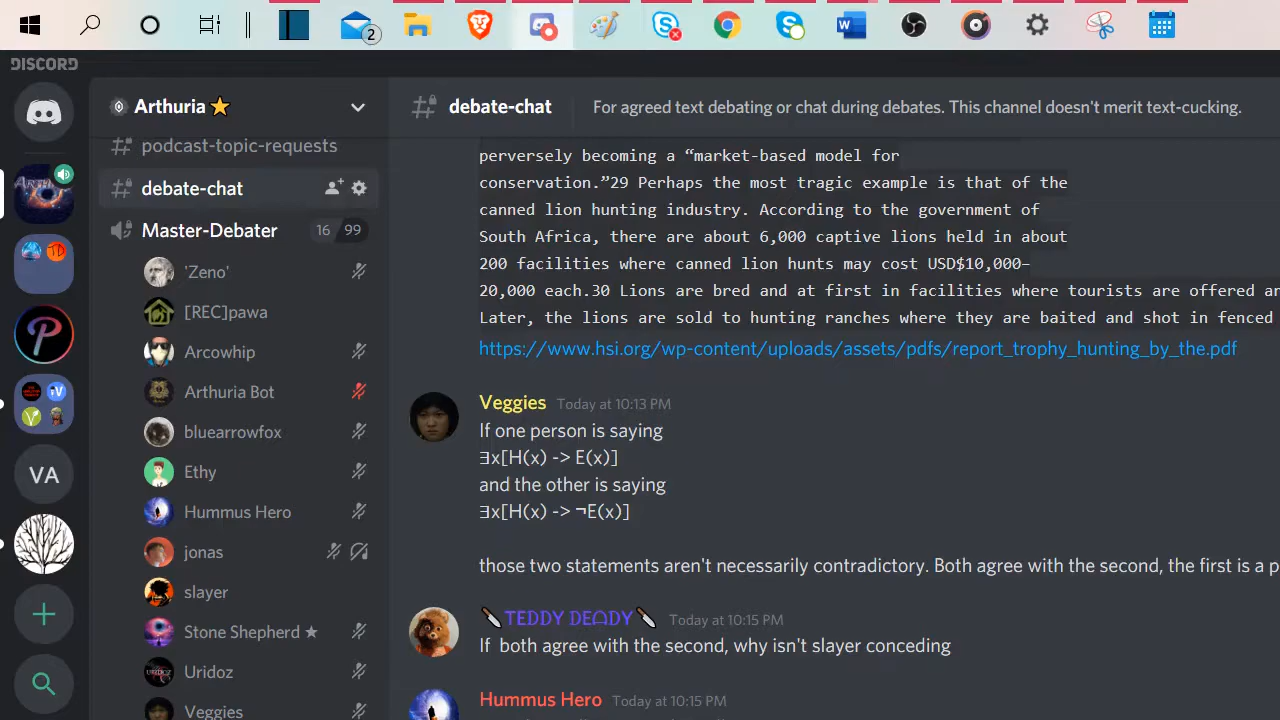 2
DISCORD
Arthuria
debate-chat
For agreed text debating or chat during debates. This channel doesn't merit text-cucking.
podcast-topic-requests
debate-chat
Master-Debater
16 99
'Zeno'
[REC]pawa
Arcowhip
Arthuria Bot
bluearrowfox
Ethy
Hummus Hero
jonas
slayer
Stone Shepherd
Uridoz
Veggies
VA
perversely becoming a “market-based model for
conservation.”29 Perhaps the most tragic example is that of the
canned lion hunting industry. According to the government of
South Africa, there are about 6,000 captive lions held in about
200 facilities where canned lion hunts may cost USD$10,000–
20,000 each.30 Lions are bred and at first in facilities where tourists are offered
Later, the lions are sold to hunting ranches where they are baited and shot in fenced
https://www.hsi.org/wp-content/uploads/assets/pdfs/report_trophy_hunting_by_the.pdf
Veggies Today at 10:13 PM
If one person is saying
∃x[H(x) -> E(x)]
and the other is saying
∃x[H(x) -> ¬E(x)]
those two statements aren't necessarily contradictory. Both agree with the second, the first is a
TEDDY DEADY Today at 10:15 PM
If both agree with the second, why isn't slayer conceding
Hummus Hero Today at 10:15 PM